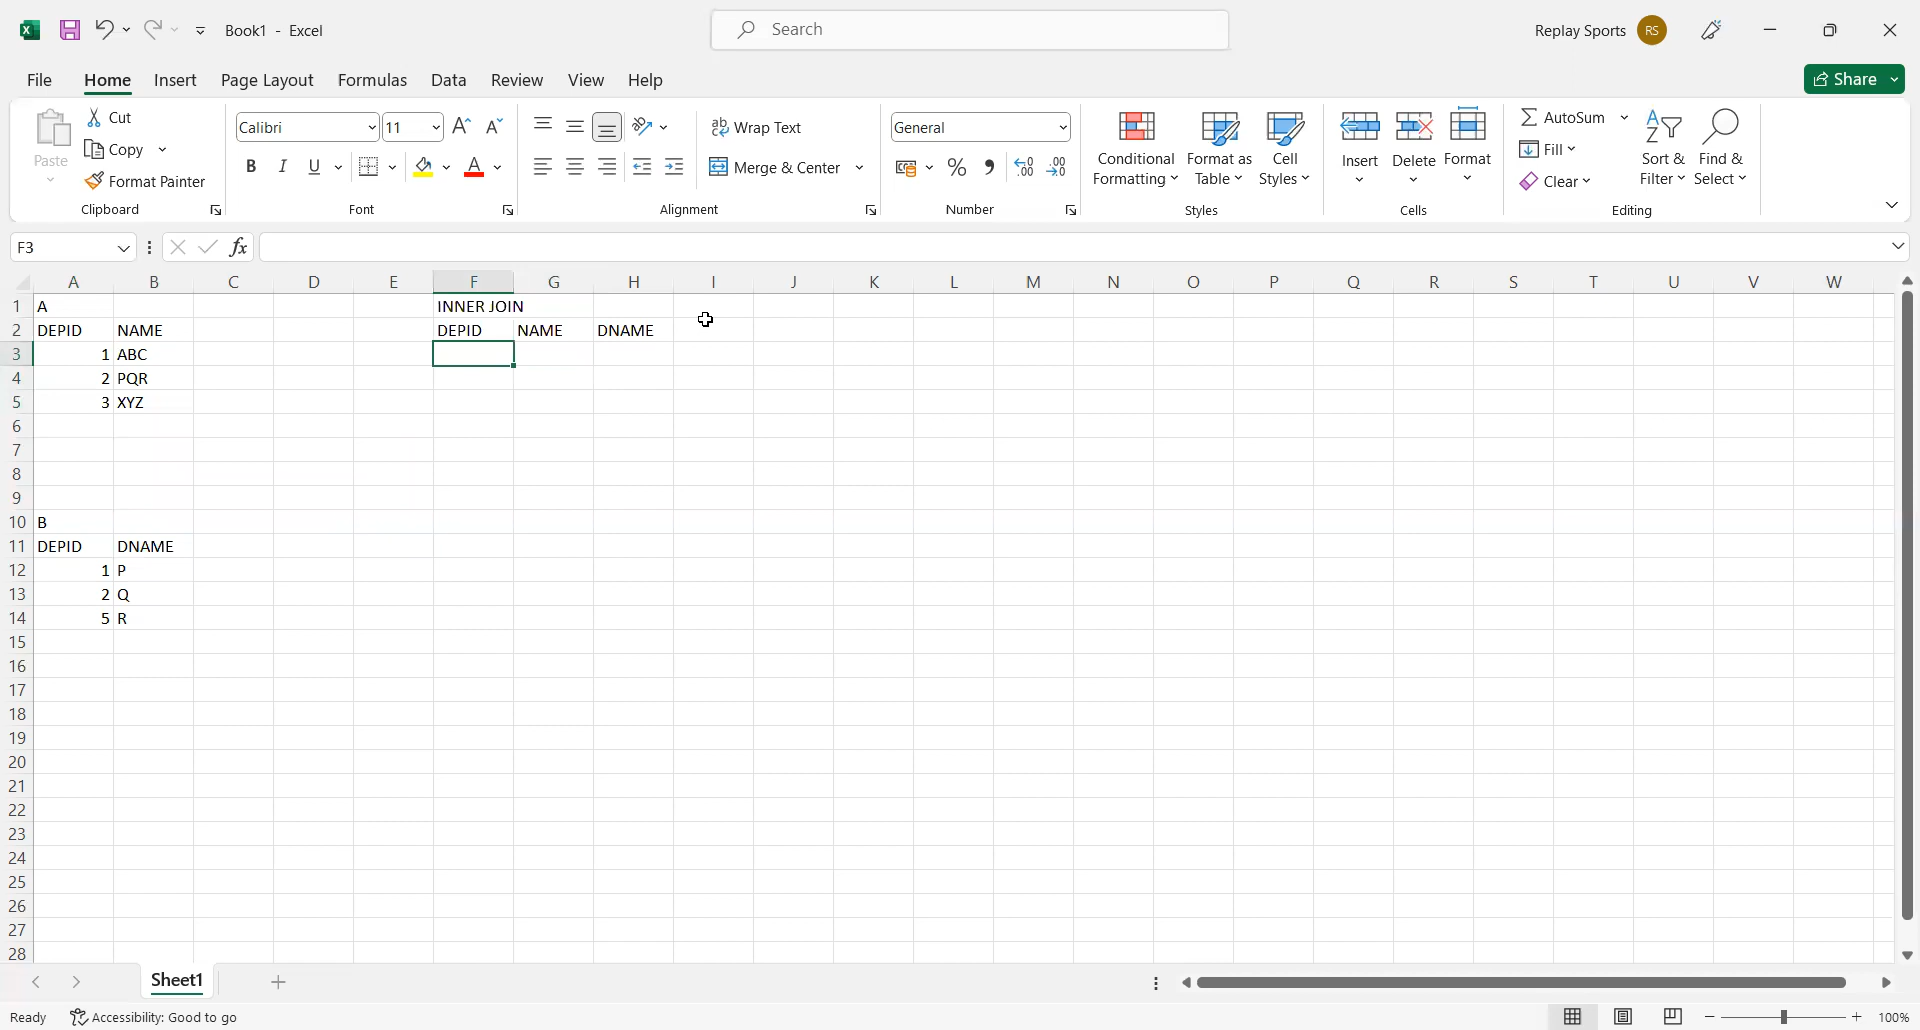 Book1 - Excel
Search
Replay Sports RS
File Home Insert Page Layout Formulas Data Review View Help
Share
Paste
Cut
Copy
Format Painter
Clipboard
Calibri 11
B I U
Font
Wrap Text
Merge & Center
Alignment
General
Number
Conditional Formatting
Format as Table
Cell Styles
Styles
Insert
Delete
Format
Cells
AutoSum
Fill
Clear
Sort & Filter
Find & Select
Editing
F3 fx
A B C D E F G H I J K L M N O P Q R S T U V W
1 A INNER JOIN
2 DEPID NAME DEPID NAME DNAME
3 1 ABC
4 2 PQR
5 3 XYZ
6
7
8
9
10 B
11 DEPID DNAME
12 1 P
13 2 Q
14 5 R
15
16
17
18
19
20
21
22
23
24
25
26
27
28
Sheet1
Ready Accessibility: Good to go 100%